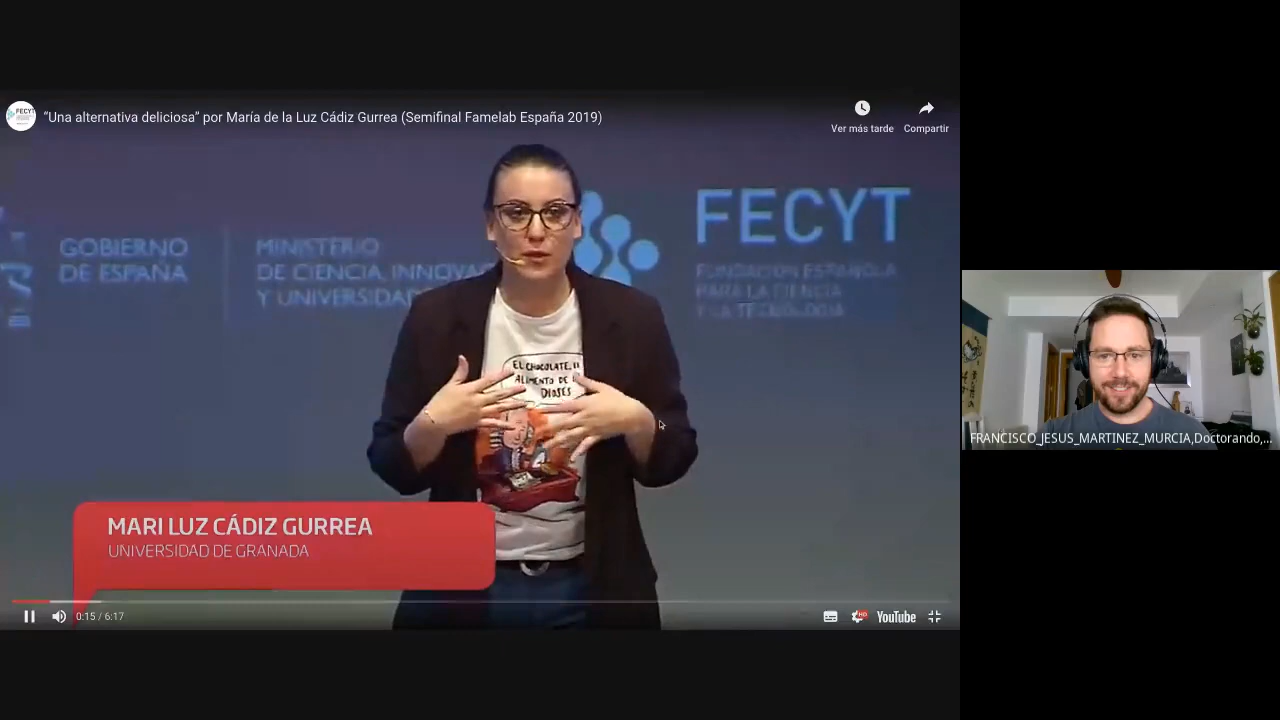 FECYT
“Una alternativa deliciosa” por María de la Luz Cádiz Gurrea (Semifinal Famelab España 2019)
Ver más tarde
Compartir
GOBIERNO
DE ESPAÑA
MINISTERIO
DE CIENCIA, INNOVAC
Y UNIVERSIDAD
FECYT
FUNDACIÓN ESPAÑOLA
PARA LA CIENCIA
Y LA TECNOLOGÍA
EL CHOCOLATE,
ALIMENTO DE
DIOSES
MARI LUZ CÁDIZ GURREA
UNIVERSIDAD DE GRANADA
0:15 / 6:17
HD
YouTube
FRANCISCO_JESUS_MARTINEZ_MURCIA,Doctorando,...